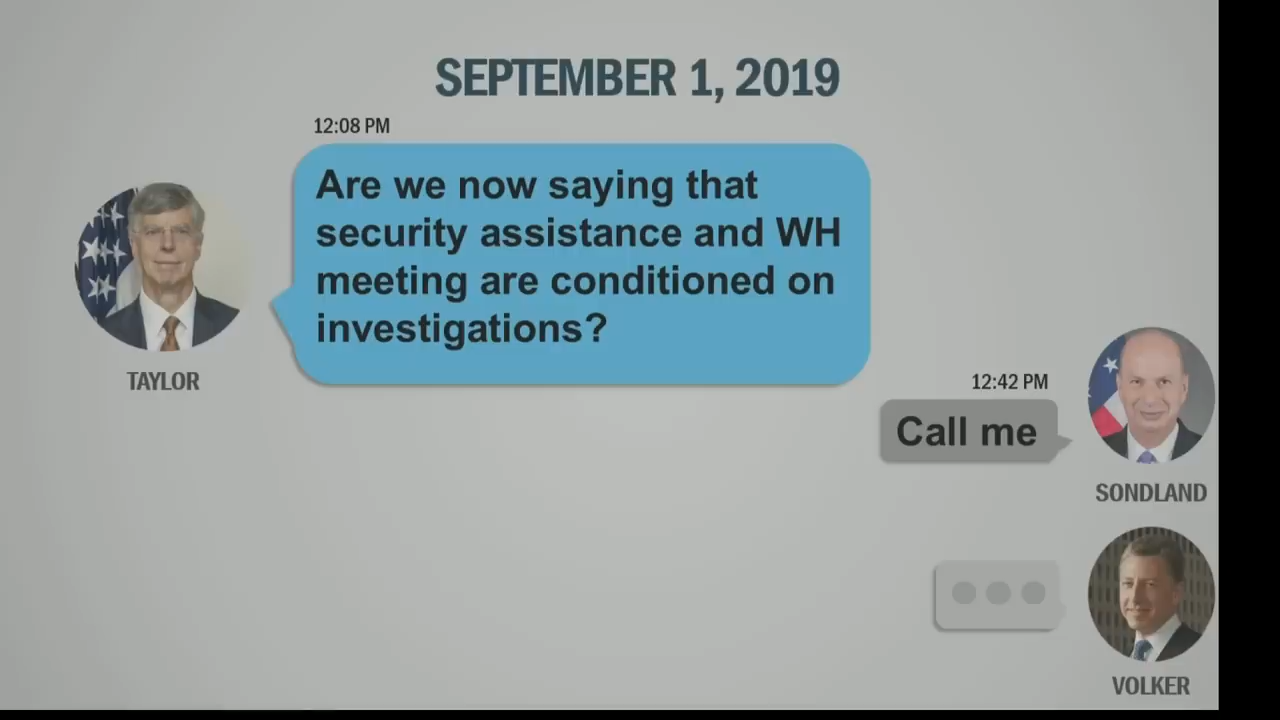 SEPTEMBER 1, 2019
12:08 PM
Are we now saying that
security assistance and WH
meeting are conditioned on
investigations?
TAYLOR
12:42 PM
Call me
SONDLAND
VOLKER